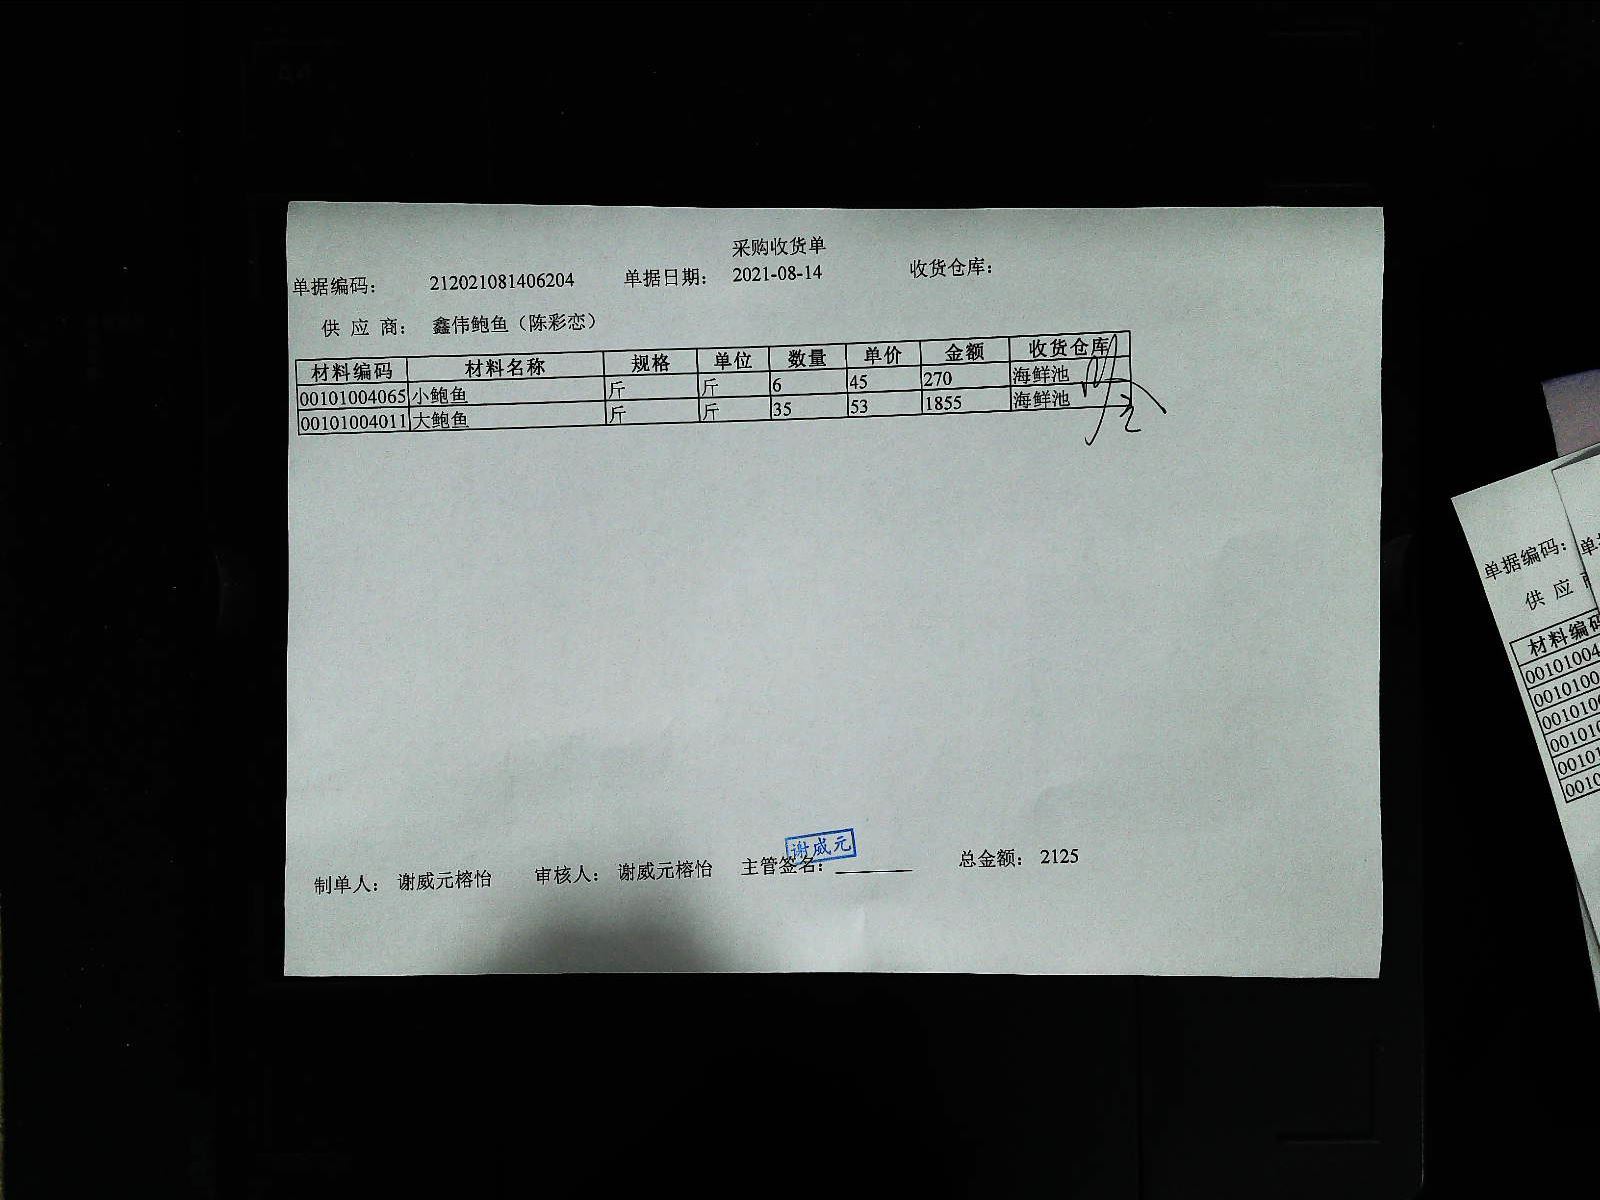 采购收货单
单据编码： 212021081406204 单据日期： 2021-08-14 收货仓库：
供 应 商： 鑫伟鲍鱼（陈彩恋）
材料编码 材料名称 规格 单位 数量 单价 金额 收货仓库
00101004065 小鲍鱼 斤 斤 6 45 270 海鲜池
00101004011 大鲍鱼 斤 斤 35 53 1855 海鲜池
谢威元
制单人： 谢威元榕怡 审核人： 谢威元榕怡 主管签名： 总金额： 2125
单据编码：
供 应
材料编码
00101004
0010100
001010
00101
0010